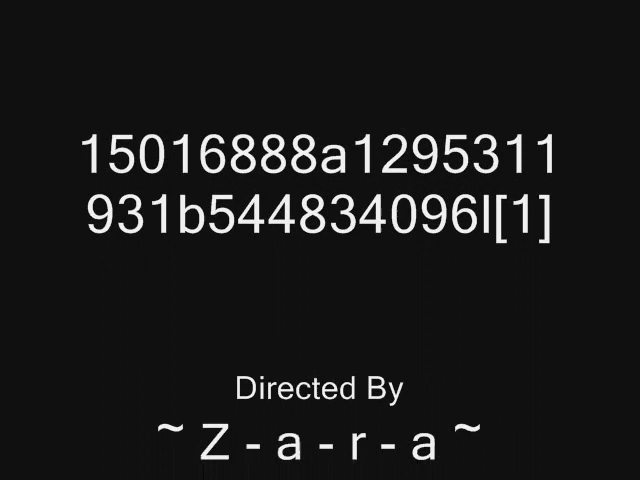 15016888a1295311
931b544834096l[1]
Directed By
~ Z - a - r - a ~